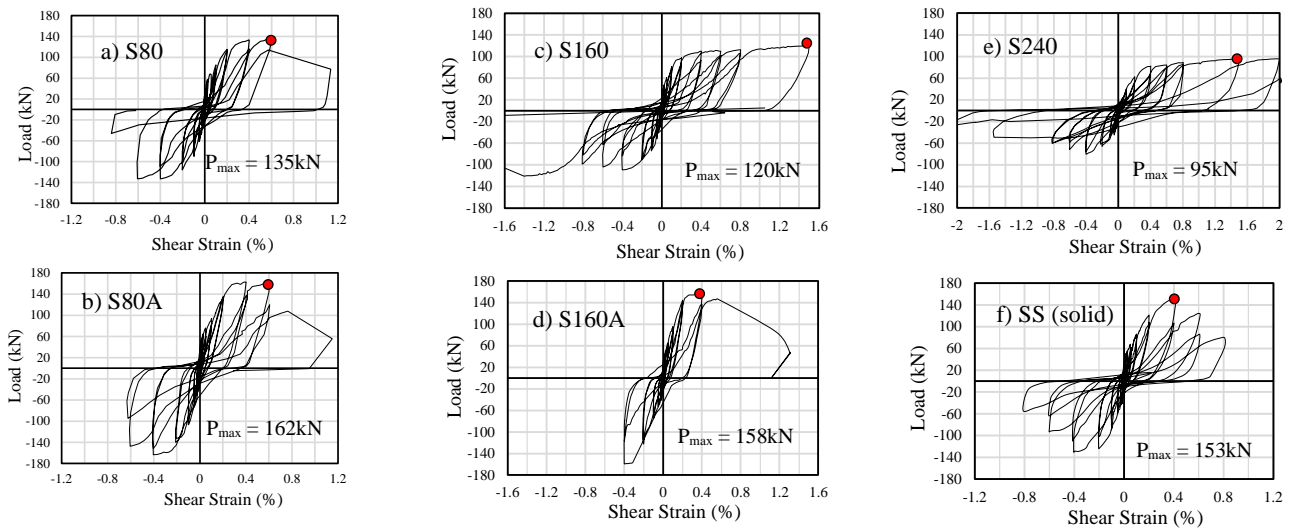 a) S80
Load (kN)
180
140
100
60
20
-20
-60
-100
-140
-180
Pmax = 135kN
-1.2 -0.8 -0.4 0 0.4 0.8 1.2
Shear Strain (%)
c) S160
Load (kN)
180
140
100
60
20
-20
-60
-100
-140
-180
Pmax = 120kN
-1.6 -1.2 -0.8 -0.4 0 0.4 0.8 1.2 1.6
Shear Strain (%)
e) S240
Load (kN)
180
140
100
60
20
-20
-60
-100
-140
-180
Pmax = 95kN
-2 -1.6 -1.2 -0.8 -0.4 0 0.4 0.8 1.2 1.6 2
Shear Strain (%)
b) S80A
Load (kN)
180
140
100
60
20
-20
-60
-100
-140
-180
Pmax = 162kN
-1.2 -0.8 -0.4 0 0.4 0.8 1.2
Shear Strain (%)
d) S160A
Load (kN)
180
140
100
60
20
-20
-60
-100
-140
-180
Pmax = 158kN
-1.6 -1.2 -0.8 -0.4 0 0.4 0.8 1.2 1.6
Shear Strain (%)
f) SS (solid)
Load (kN)
180
140
100
60
20
-20
-60
-100
-140
-180
Pmax = 153kN
-1.2 -0.8 -0.4 0 0.4 0.8 1.2
Shear Strain (%)